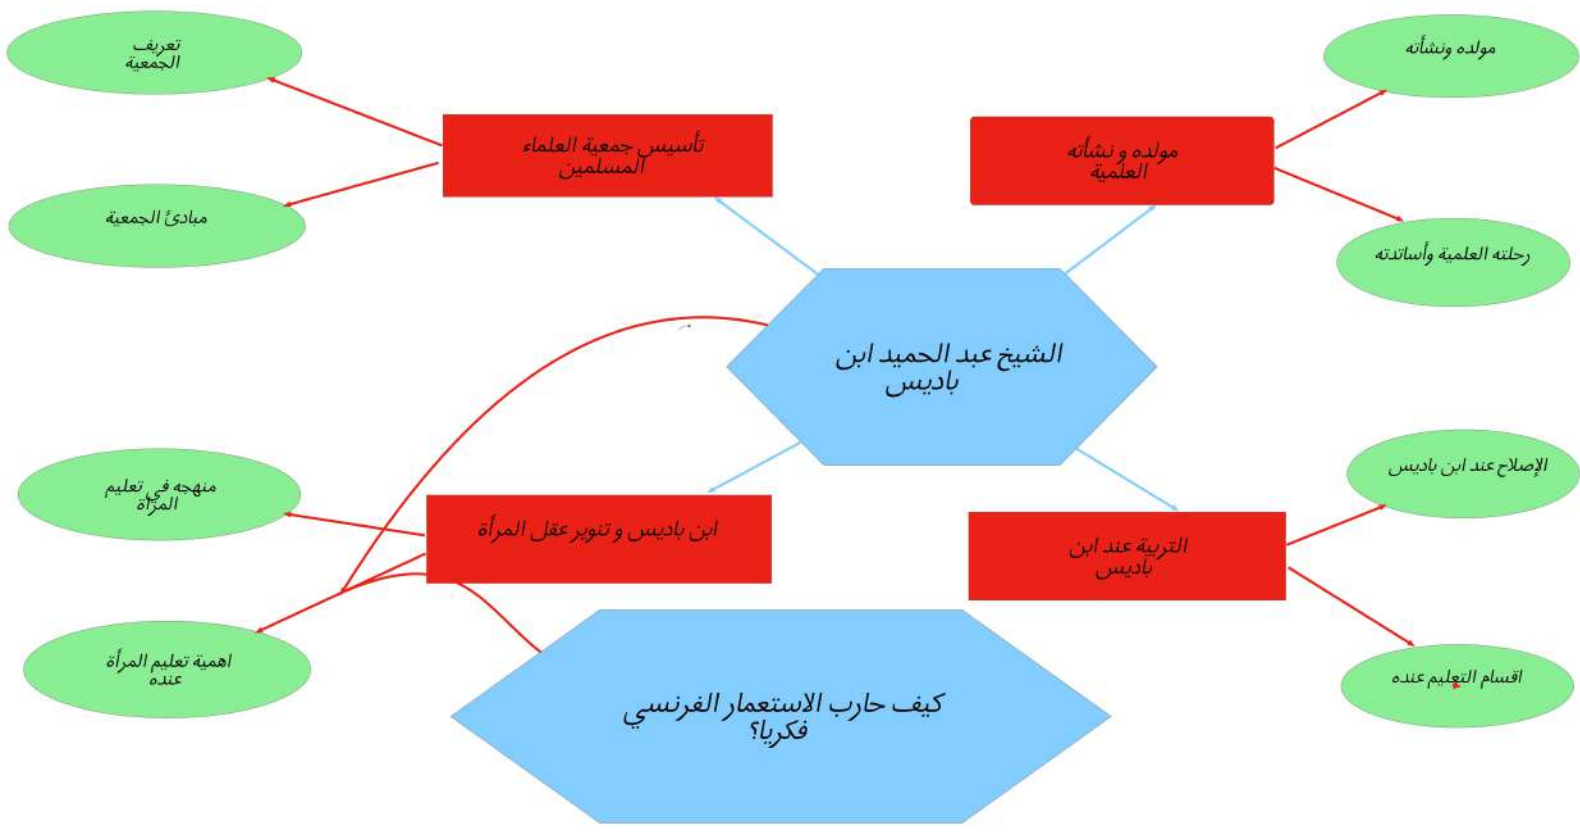 مولده ونشأته
تعريف
الجمعية
مولده و نشأته
العلمية
تأسيس جمعية العلماء
المسلمين
رحلته العلمية وأساتدته
مبادئ الجمعية
الشيخ عبد الحميد ابن
باديس
الإصلاح عند ابن باديس
منهجه في تعليم
المرأة
ابن باديس و تنوير عقل المرأة
التربية عند ابن
باديس
اقسام التعليم عنده
اهمية تعليم المرأة
عنده
كيف حارب الاستعمار الفرنسي
فكريا؟